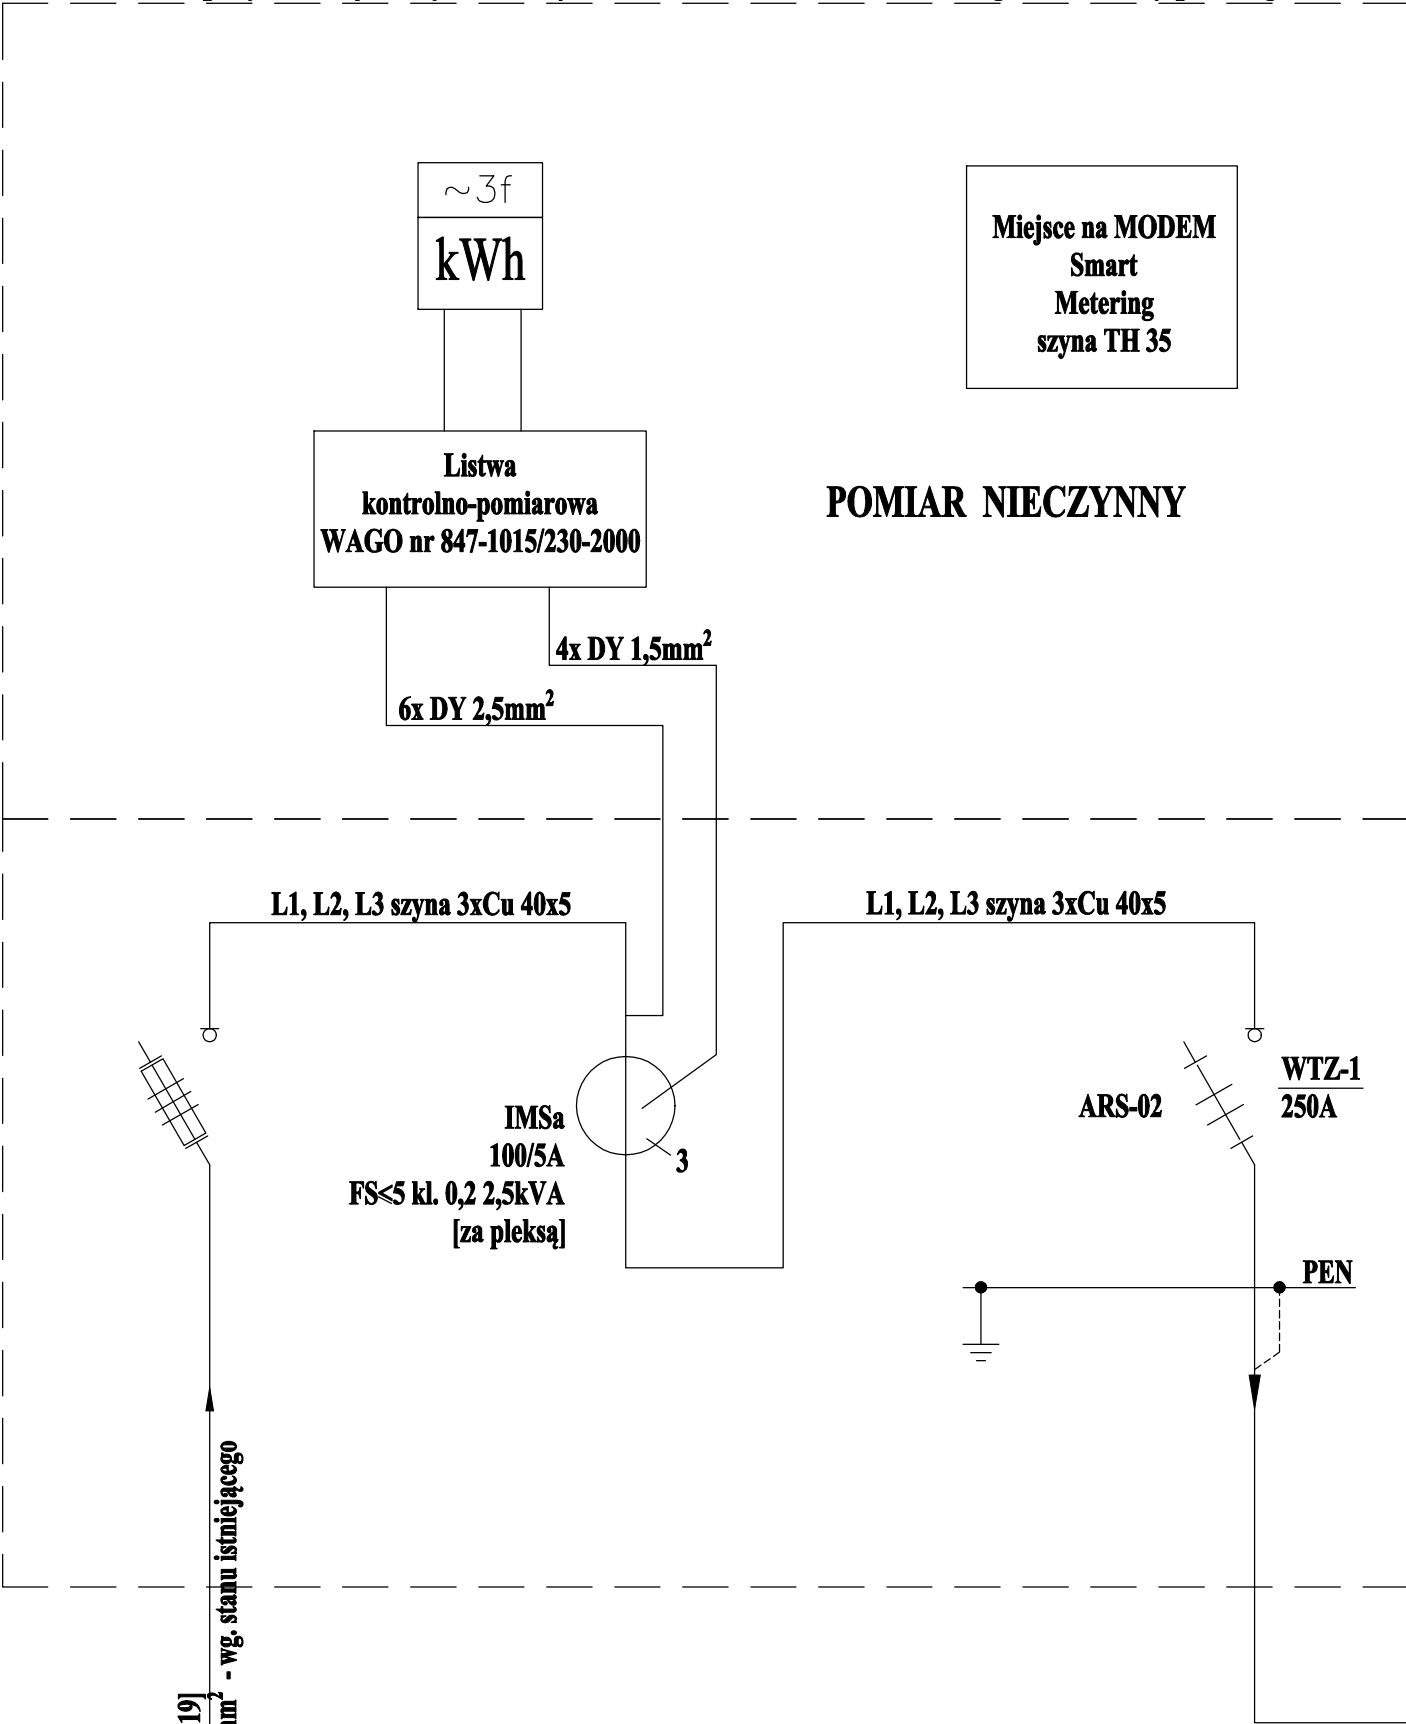 ~3f
kWh
Miejsce na MODEM
Smart
Metering
szyna TH 35
Listwa
kontrolno-pomiarowa
WAGO nr 847-1015/230-2000
POMIAR NIECZYNNY
4x DY 1,5mm²
6x DY 2,5mm²
L1, L2, L3 szyna 3xCu 40x5
L1, L2, L3 szyna 3xCu 40x5
WTZ-1
250A
ARS-02
IMSa
100/5A
FS<5 kl. 0,2 2,5kVA
[za pleksą]
3
PEN
19]
mm² - wg. stanu istniejącego